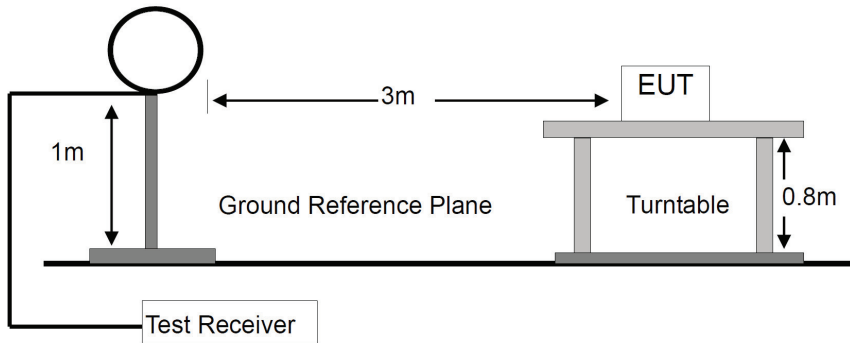 EUT
3m
1m
0.8m
Ground Reference Plane
Turntable
Test Receiver